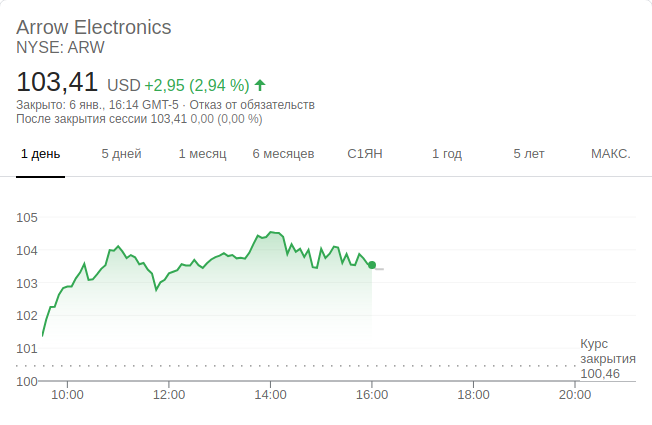 Arrow Electronics
NYSE: ARW
103,41 USD +2,95 (2,94 %)
Закрыто: 6 янв., 16:14 GMT-5 · Отказ от обязательств
После закрытия сессии 103,41 0,00 (0,00 %)
1 день 5 дней 1 месяц 6 месяцев С1ЯН 1 год 5 лет МАКС.
105
104
103
102
101
Курс
закрытия
100,46
100
10:00 12:00 14:00 16:00 18:00 20:00